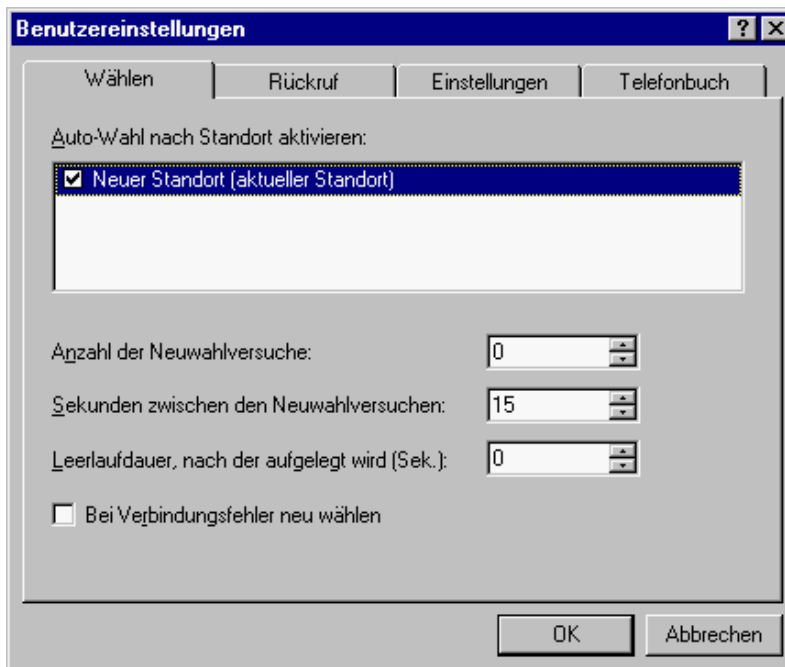 Benutzereinstellungen
Wählen Rückruf Einstellungen Telefonbuch
Auto-Wahl nach Standort aktivieren:
Neuer Standort (aktueller Standort)
Anzahl der Neuwahlversuche: 0
Sekunden zwischen den Neuwahlversuchen: 15
Leerlaufdauer, nach der aufgelegt wird (Sek.): 0
Bei Verbindungsfehler neu wählen
OK Abbrechen